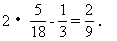 2 • 5/18 - 1/3 = 2/9.